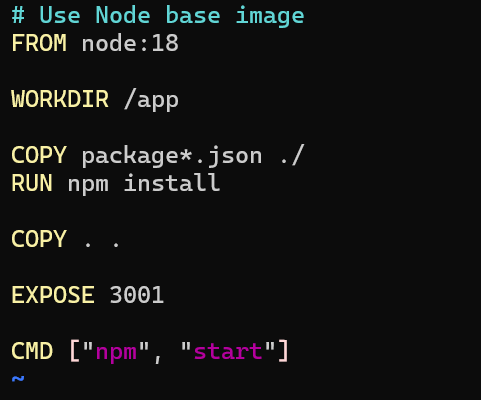 # Use Node base image
FROM node:18
WORKDIR /app
COPY package*.json ./
RUN npm install
COPY . .
EXPOSE 3001
CMD ["npm", "start"]
~